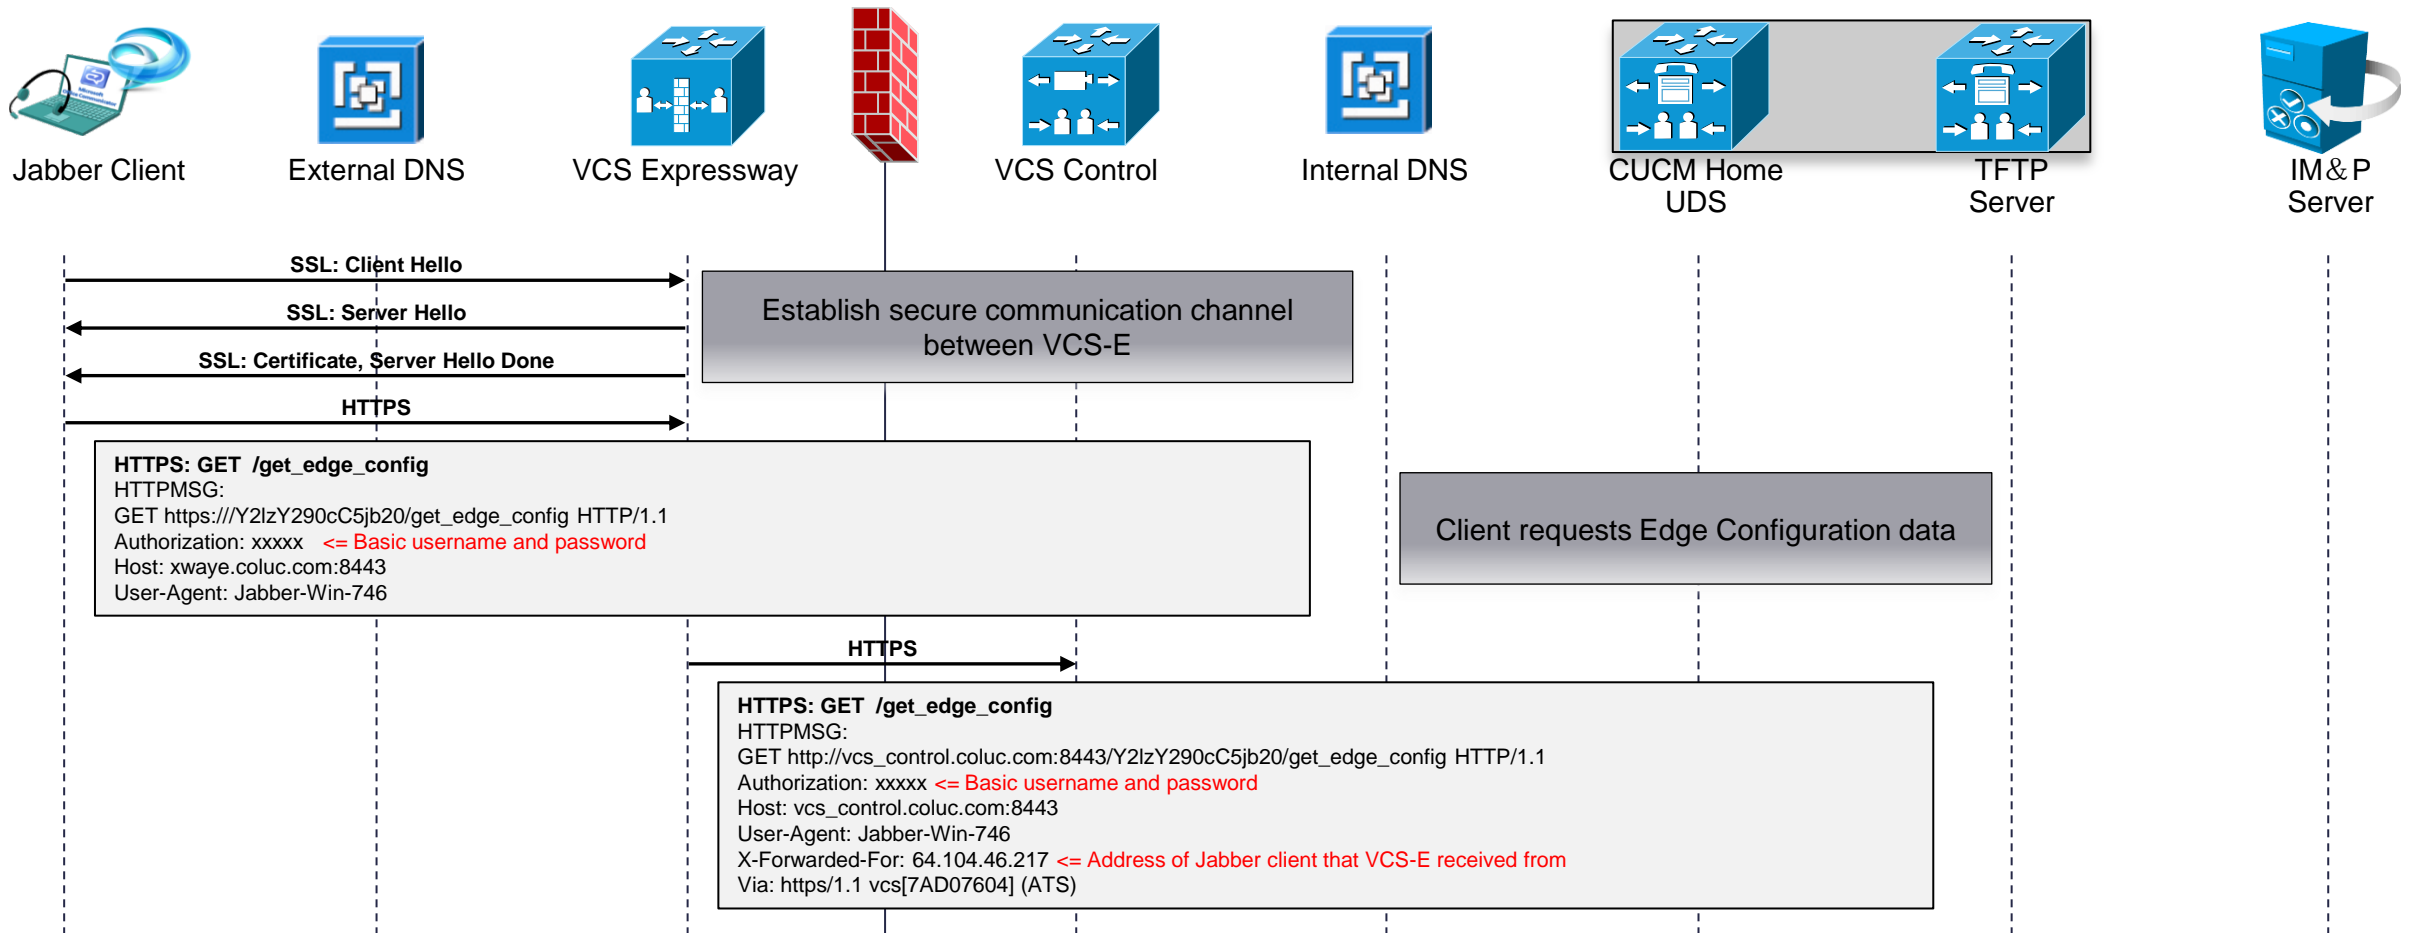 Microsoft
Office Communicator
Jabber Client
External DNS
VCS Expressway
VCS Control
Internal DNS
CUCM Home
UDS
TFTP
Server
IM&P
Server
SSL: Client Hello
SSL: Server Hello
SSL: Certificate, Server Hello Done
HTTPS
Establish secure communication channel
between VCS-E
HTTPS: GET  /get_edge_config
HTTPMSG:
GET https:///Y2lzY290cC5jb20/get_edge_config HTTP/1.1
Authorization: xxxxx   <= Basic username and password
Host: xwaye.coluc.com:8443
User-Agent: Jabber-Win-746
Client requests Edge Configuration data
HTTPS
HTTPS: GET  /get_edge_config
HTTPMSG:
GET http://vcs_control.coluc.com:8443/Y2lzY290cC5jb20/get_edge_config HTTP/1.1
Authorization: xxxxx <= Basic username and password
Host: vcs_control.coluc.com:8443
User-Agent: Jabber-Win-746
X-Forwarded-For: 64.104.46.217 <= Address of Jabber client that VCS-E received from
Via: https/1.1 vcs[7AD07604] (ATS)